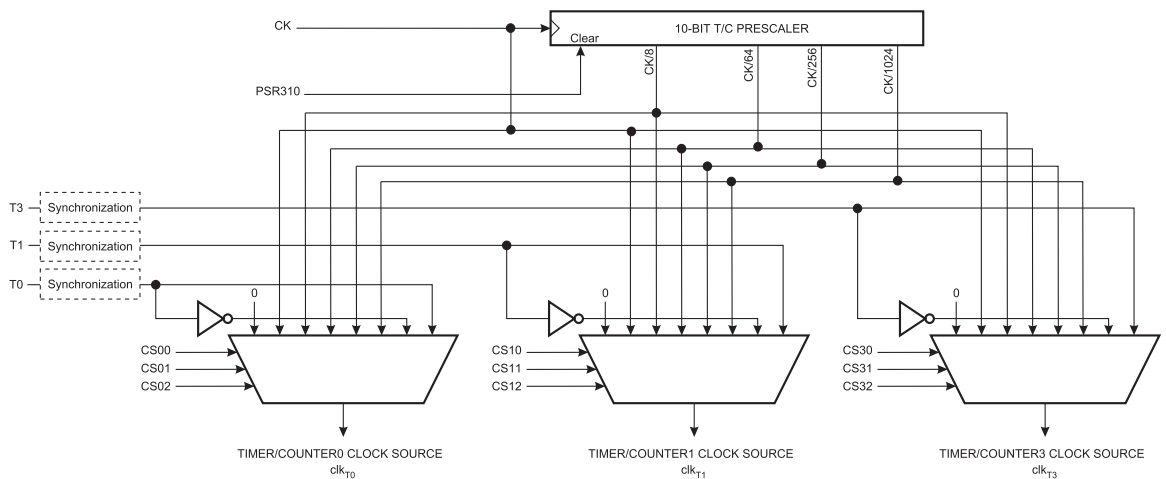 CK
10-BIT T/C PRESCALER
Clear
CK/8
CK/64
CK/256
CK/1024
PSR310
T3
Synchronization
T1
Synchronization
T0
Synchronization
0
0
0
CS00
CS01
CS02
CS10
CS11
CS12
CS30
CS31
CS32
TIMER/COUNTER0 CLOCK SOURCE
clkT0
TIMER/COUNTER1 CLOCK SOURCE
clkT1
TIMER/COUNTER3 CLOCK SOURCE
clkT3